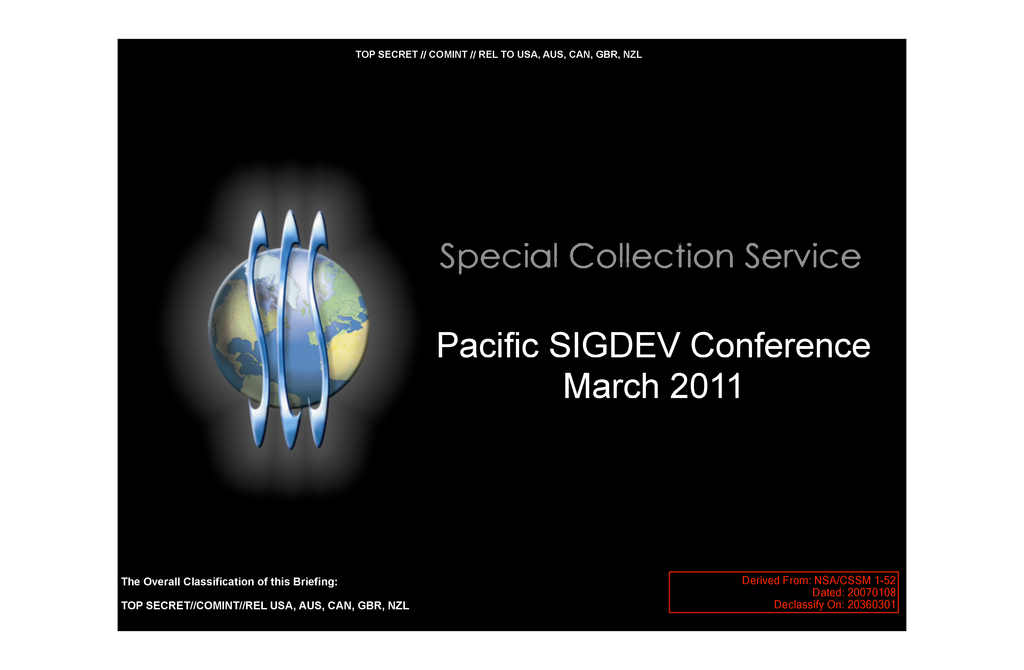 TOP SECRET // COMINT // REL TO USA, AUS, CAN, GBR, NZL
Special Collection Service
Pacific SIGDEV Conference
March 2011
The Overall Classification of this Briefing:
TOP SECRET//COMINT//REL USA, AUS, CAN, GBR, NZL
Derived From: NSA/CSSM 1-52
Dated: 20070108
Declassify On: 20360301